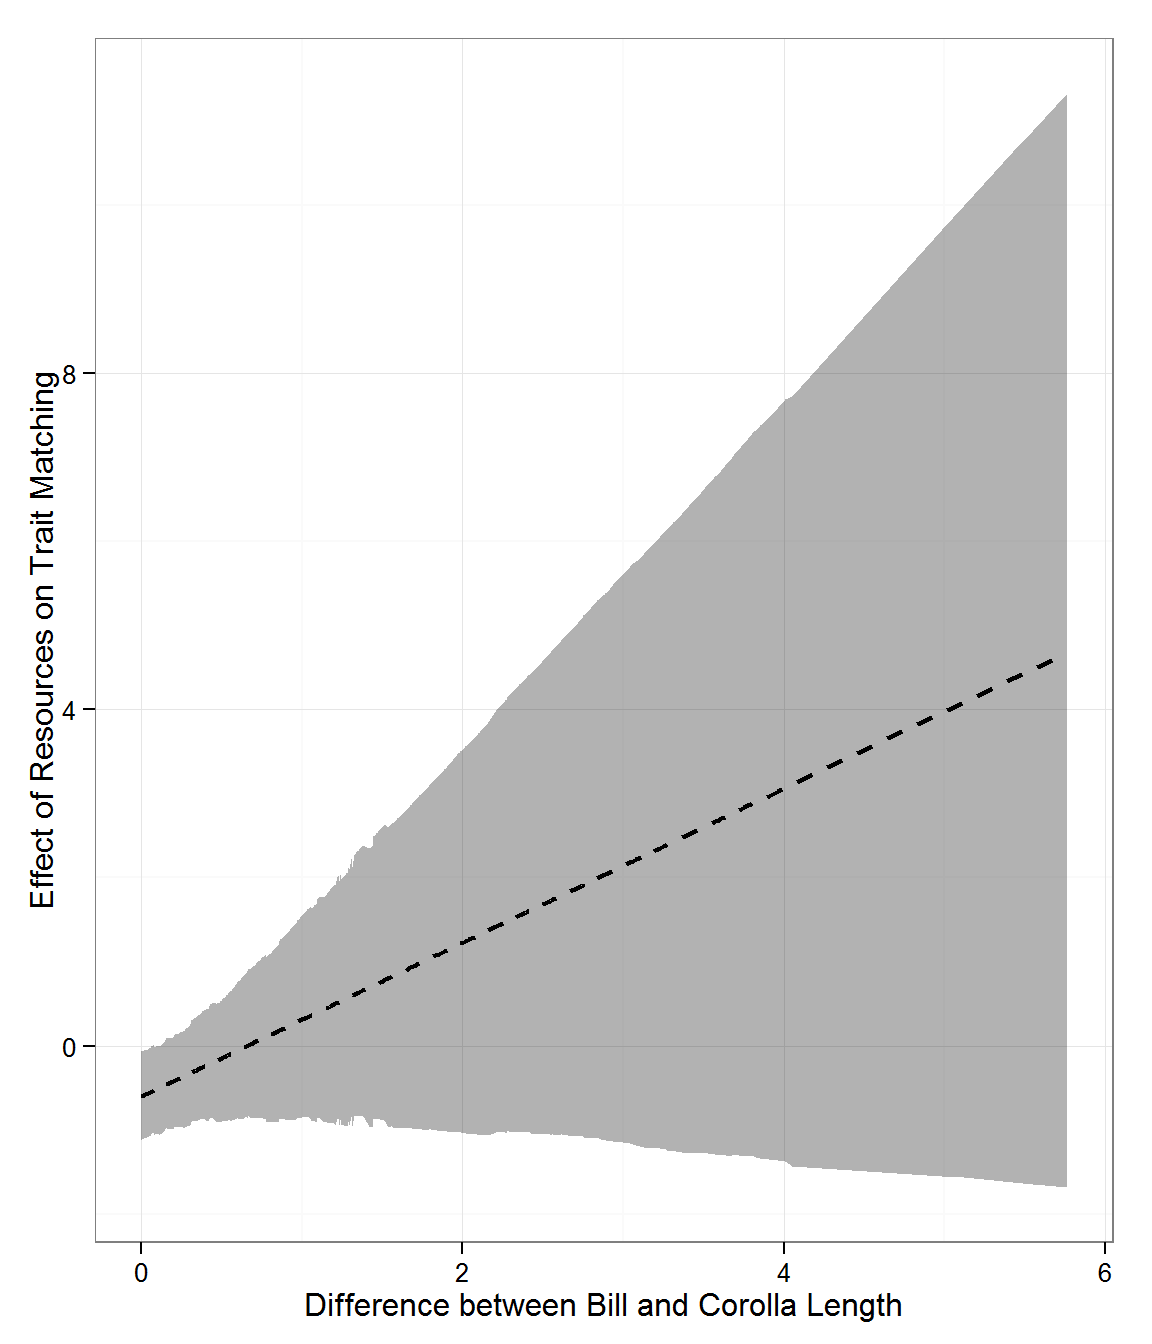 Effect of Resources on Trait Matching
8
4
0
0 2 4 6
Difference between Bill and Corolla Length